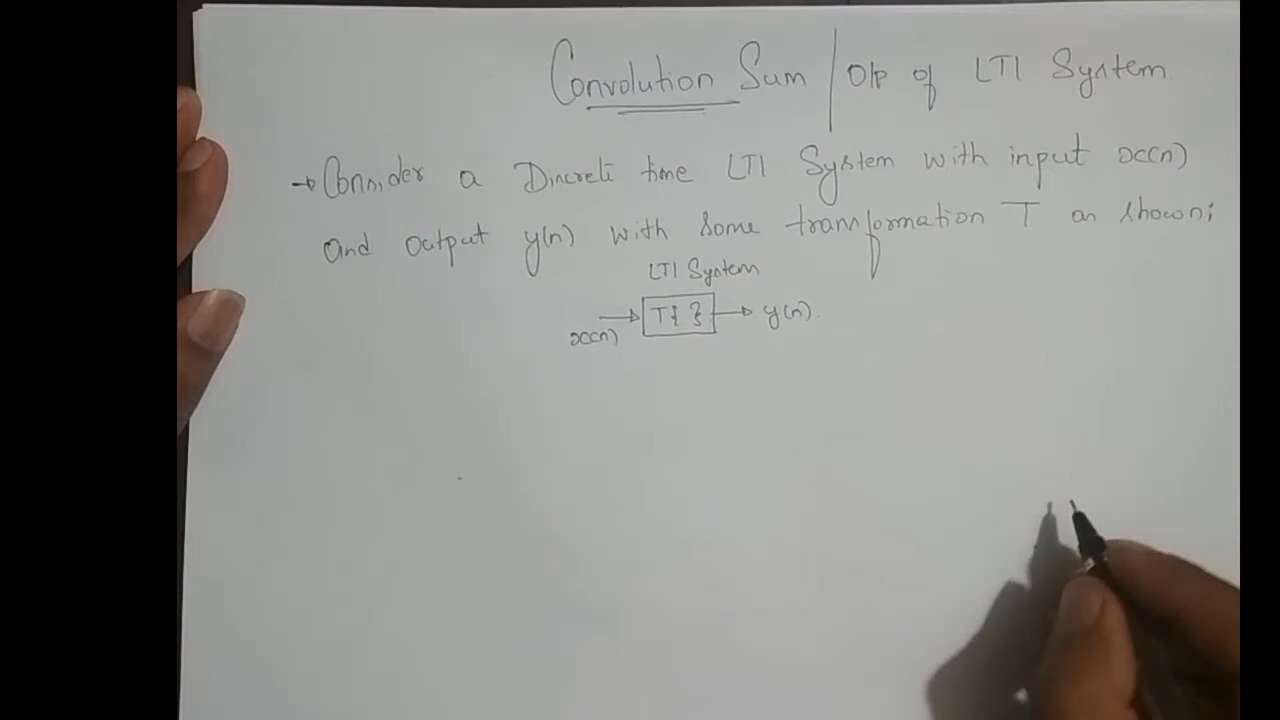 Convolution Sum / O/p of LTI System
→ Consider a Discrete time LTI System with input x(n)
and output y(n) with some transformation T as shown;
LTI System
x(n) → T{ } → y(n).